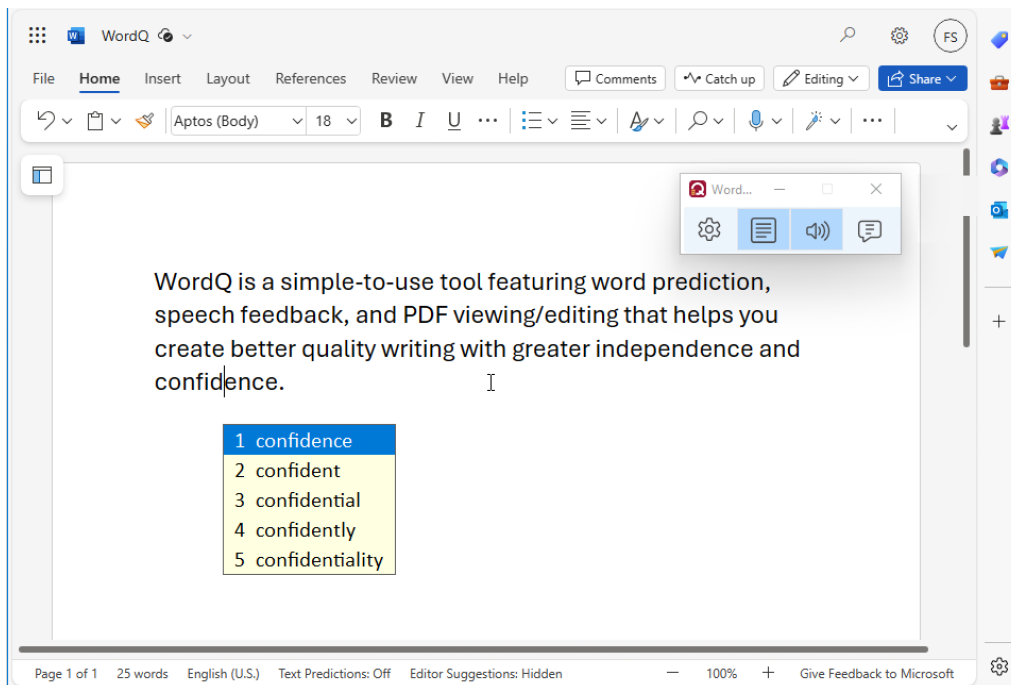 WordQ
FS
File Home Insert Layout References Review View Help Comments Catch up Editing Share
Aptos (Body) 18 B I U
Word...
WordQ is a simple-to-use tool featuring word prediction,
speech feedback, and PDF viewing/editing that helps you
create better quality writing with greater independence and
confidence.
1 confidence
2 confident
3 confidential
4 confidently
5 confidentiality
Page 1 of 1 25 words English (U.S.) Text Predictions: Off Editor Suggestions: Hidden 100% Give Feedback to Microsoft